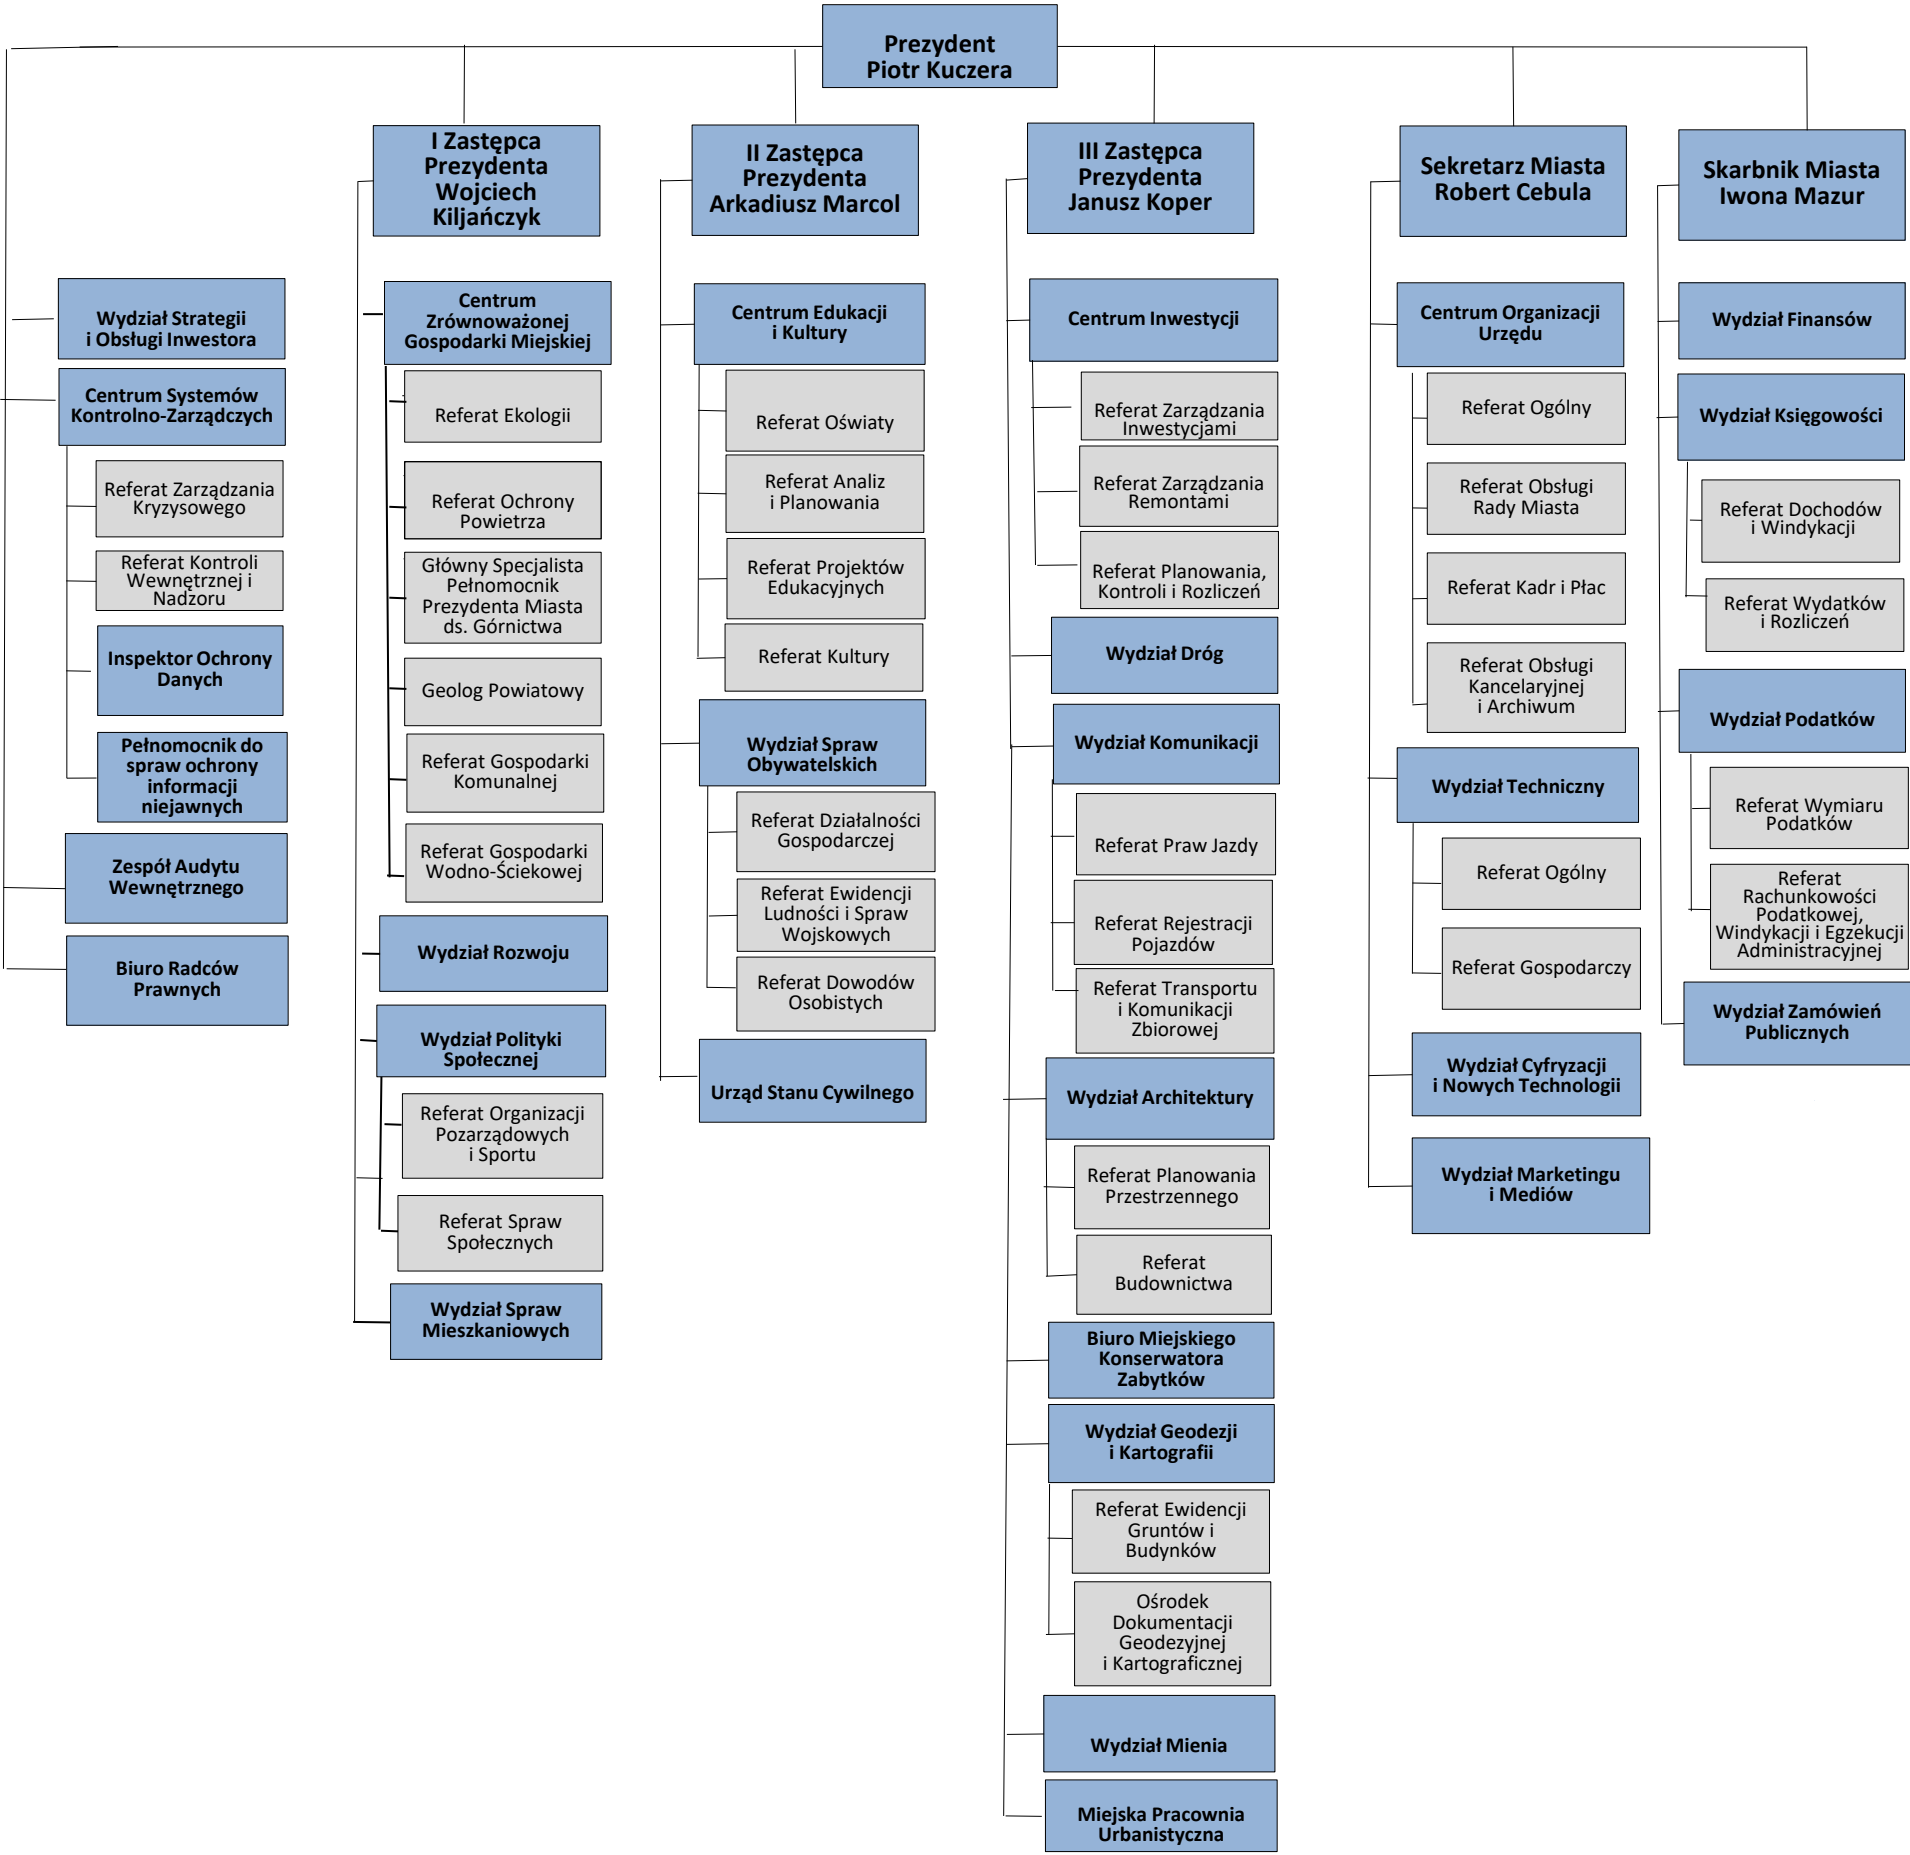 Prezydent
Piotr Kuczera
I Zastępca
Prezydenta
Wojciech
Kiljańczyk
II Zastępca
Prezydenta
Arkadiusz Marcol
III Zastępca
Prezydenta
Janusz Koper
Sekretarz Miasta
Robert Cebula
Skarbnik Miasta
Iwona Mazur
Wydział Strategii
i Obsługi Inwestora
Centrum Systemów
Kontrolno-Zarządczych
Referat Zarządzania
Kryzysowego
Referat Kontroli
Wewnętrznej i
Nadzoru
Inspektor Ochrony
Danych
Pełnomocnik do
spraw ochrony
informacji
niejawnych
Zespół Audytu
Wewnętrznego
Biuro Radców
Prawnych
Centrum
Zrównoważonej
Gospodarki Miejskiej
Referat Ekologii
Referat Ochrony
Powietrza
Główny Specjalista
Pełnomocnik
Prezydenta Miasta
ds. Górnictwa
Geolog Powiatowy
Referat Gospodarki
Komunalnej
Referat Gospodarki
Wodno-Ściekowej
Wydział Rozwoju
Wydział Polityki
Społecznej
Referat Organizacji
Pozarządowych
i Sportu
Referat Spraw
Społecznych
Wydział Spraw
Mieszkaniowych
Centrum Edukacji
i Kultury
Referat Oświaty
Referat Analiz
i Planowania
Referat Projektów
Edukacyjnych
Referat Kultury
Wydział Spraw
Obywatelskich
Referat Działalności
Gospodarczej
Referat Ewidencji
Ludności i Spraw
Wojskowych
Referat Dowodów
Osobistych
Urząd Stanu Cywilnego
Centrum Inwestycji
Referat Zarządzania
Inwestycjami
Referat Zarządzania
Remontami
Referat Planowania,
Kontroli i Rozliczeń
Wydział Dróg
Wydział Komunikacji
Referat Praw Jazdy
Referat Rejestracji
Pojazdów
Referat Transportu
i Komunikacji
Zbiorowej
Wydział Architektury
Referat Planowania
Przestrzennego
Referat
Budownictwa
Biuro Miejskiego
Konserwatora
Zabytków
Wydział Geodezji
i Kartografii
Referat Ewidencji
Gruntów i
Budynków
Ośrodek
Dokumentacji
Geodezyjnej
i Kartograficznej
Wydział Mienia
Miejska Pracownia
Urbanistyczna
Centrum Organizacji
Urzędu
Referat Ogólny
Referat Obsługi
Rady Miasta
Referat Kadr i Płac
Referat Obsługi
Kancelaryjnej
i Archiwum
Wydział Techniczny
Referat Ogólny
Referat Gospodarczy
Wydział Cyfryzacji
i Nowych Technologii
Wydział Marketingu
i Mediów
Wydział Finansów
Wydział Księgowości
Referat Dochodów
i Windykacji
Referat Wydatków
i Rozliczeń
Wydział Podatków
Referat Wymiaru
Podatków
Referat
Rachunkowości
Podatkowej,
Windykacji i Egzekucji
Administracyjnej
Wydział Zamówień
Publicznych